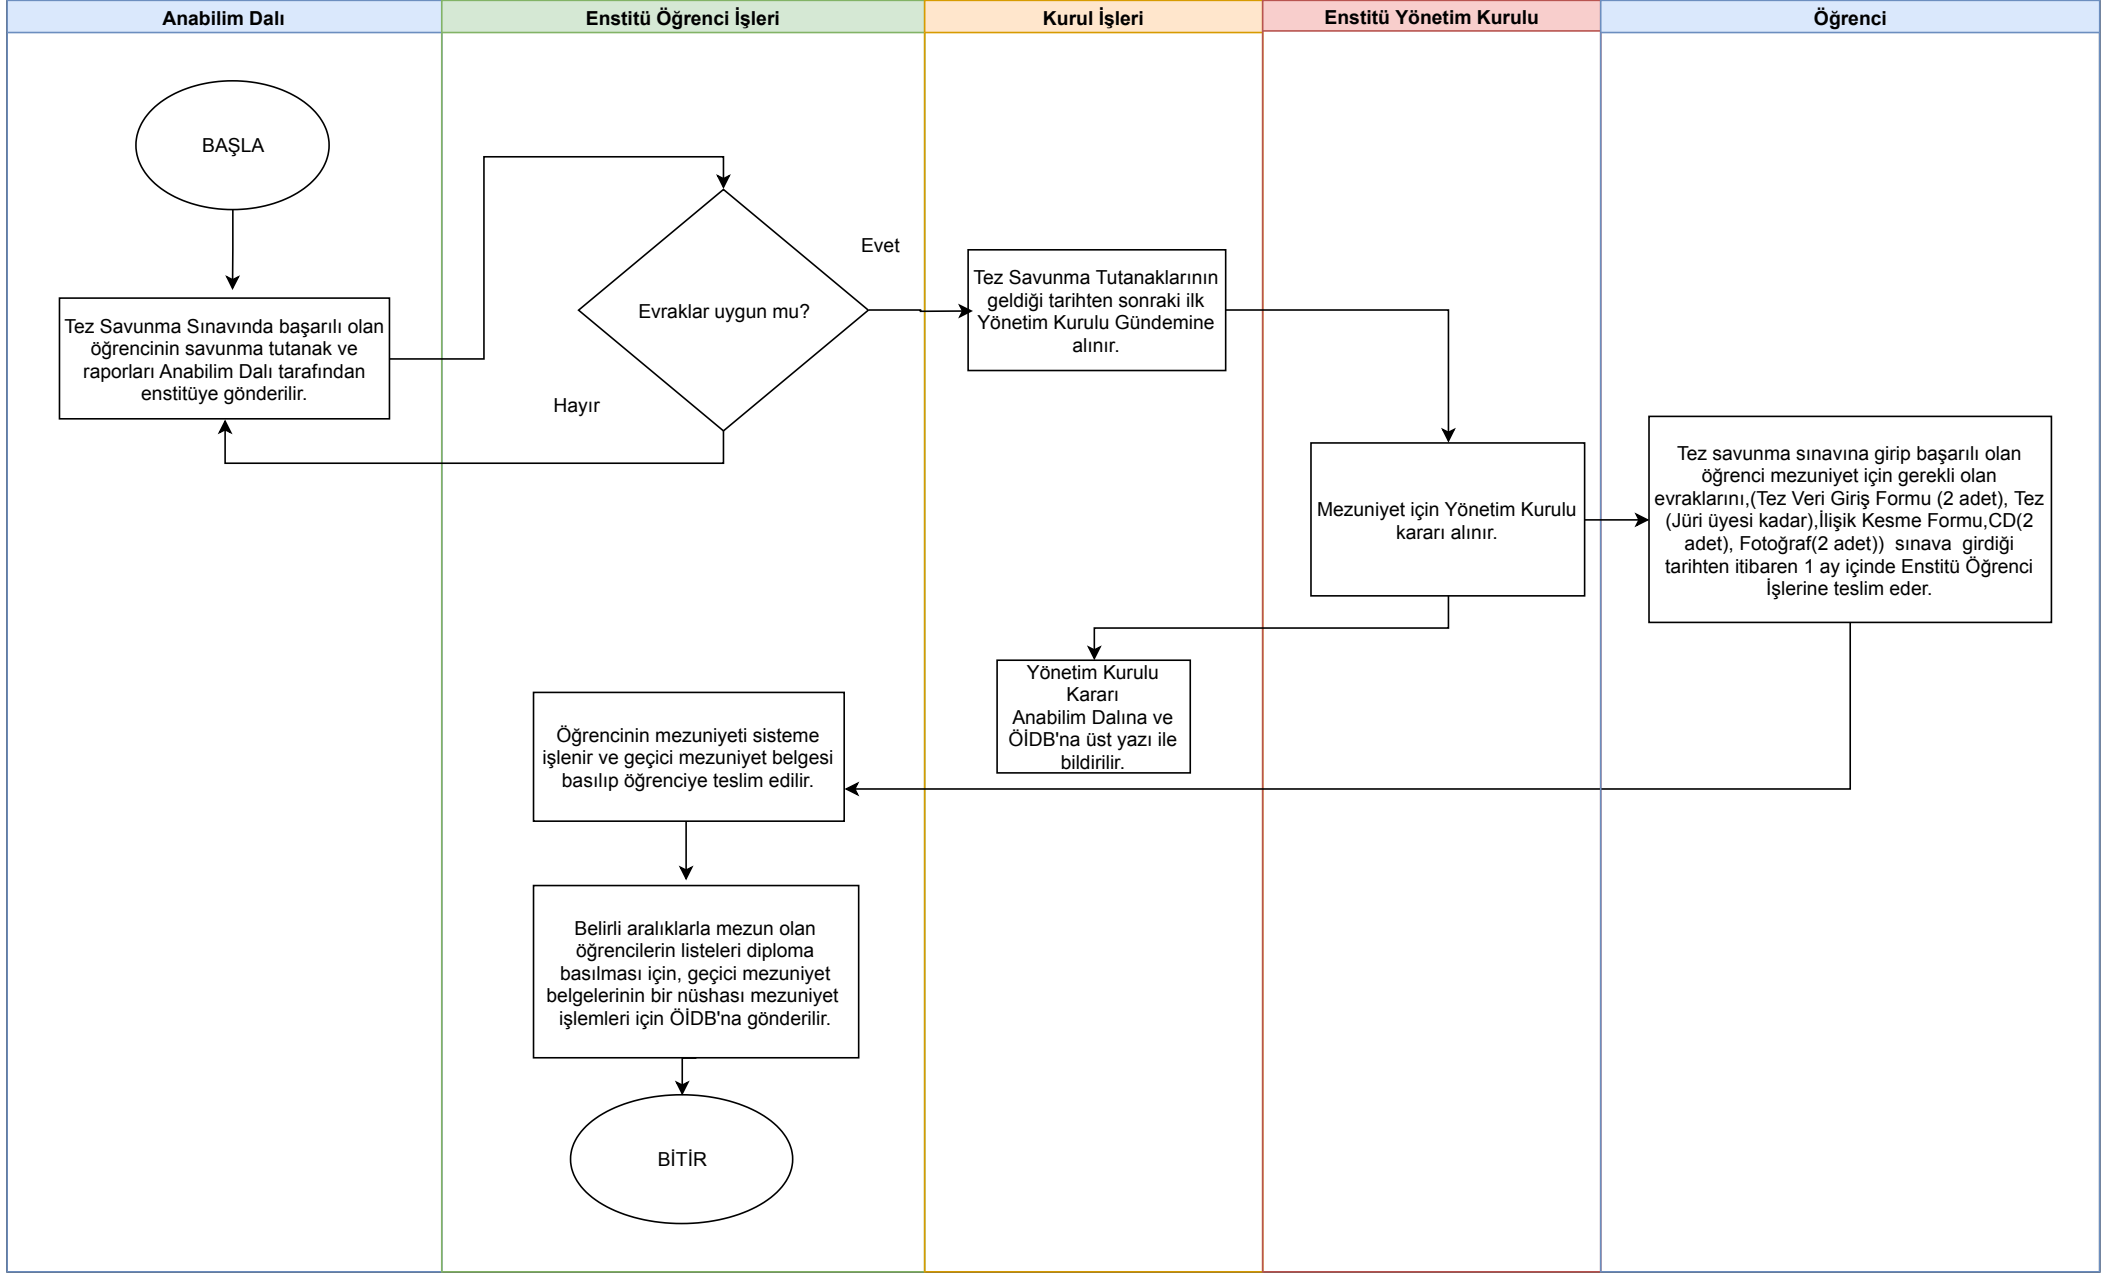 Anabilim Dalı
Enstitü Öğrenci İşleri
Kurul İşleri
Enstitü Yönetim Kurulu
Öğrenci
BAŞLA
Tez Savunma Sınavında başarılı olan
öğrencinin savunma tutanak ve
raporları Anabilim Dalı tarafından
enstitüye gönderilir.
Evraklar uygun mu?
Evet
Hayır
Tez Savunma Tutanaklarının
geldiği tarihten sonraki ilk
Yönetim Kurulu Gündemine
alınır.
Mezuniyet için Yönetim Kurulu
kararı alınır.
Tez savunma sınavına girip başarılı olan
öğrenci mezuniyet için gerekli olan
evraklarını,(Tez Veri Giriş Formu (2 adet), Tez
(Jüri üyesi kadar),İlişik Kesme Formu,CD(2
adet), Fotoğraf(2 adet))  sınava  girdiği
tarihten itibaren 1 ay içinde Enstitü Öğrenci
İşlerine teslim eder.
Yönetim Kurulu
Kararı
Anabilim Dalına ve
ÖİDB'na üst yazı ile
bildirilir.
Öğrencinin mezuniyeti sisteme
işlenir ve geçici mezuniyet belgesi
basılıp öğrenciye teslim edilir.
Belirli aralıklarla mezun olan
öğrencilerin listeleri diploma
basılması için, geçici mezuniyet
belgelerinin bir nüshası mezuniyet
işlemleri için ÖİDB'na gönderilir.
BİTİR